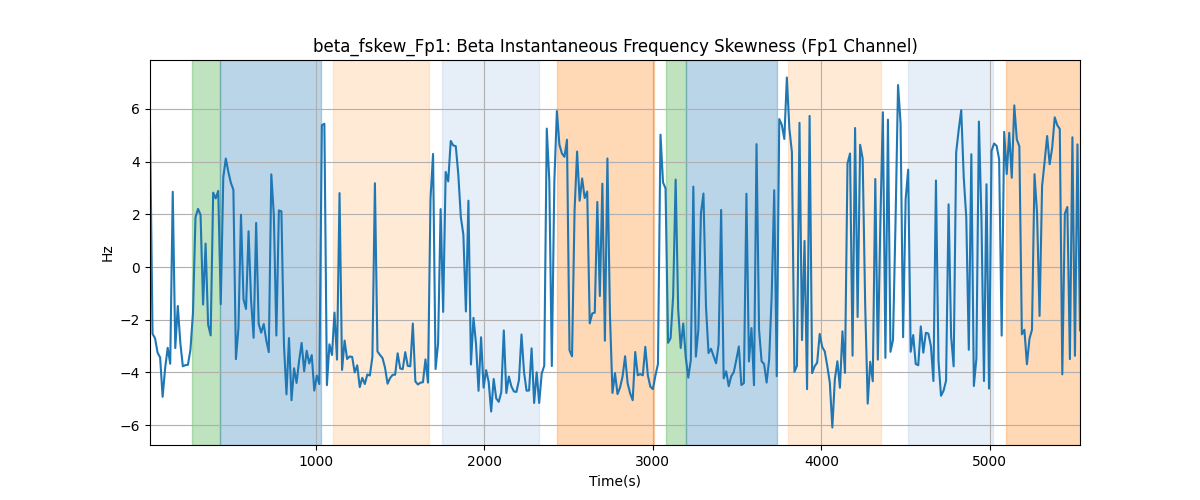 beta_fskew_Fp1: Beta Instantaneous Frequency Skewness (Fp1 Channel)
6
4
2
0
−2
−4
−6
Hz
1000 2000 3000 4000 5000
Time(s)